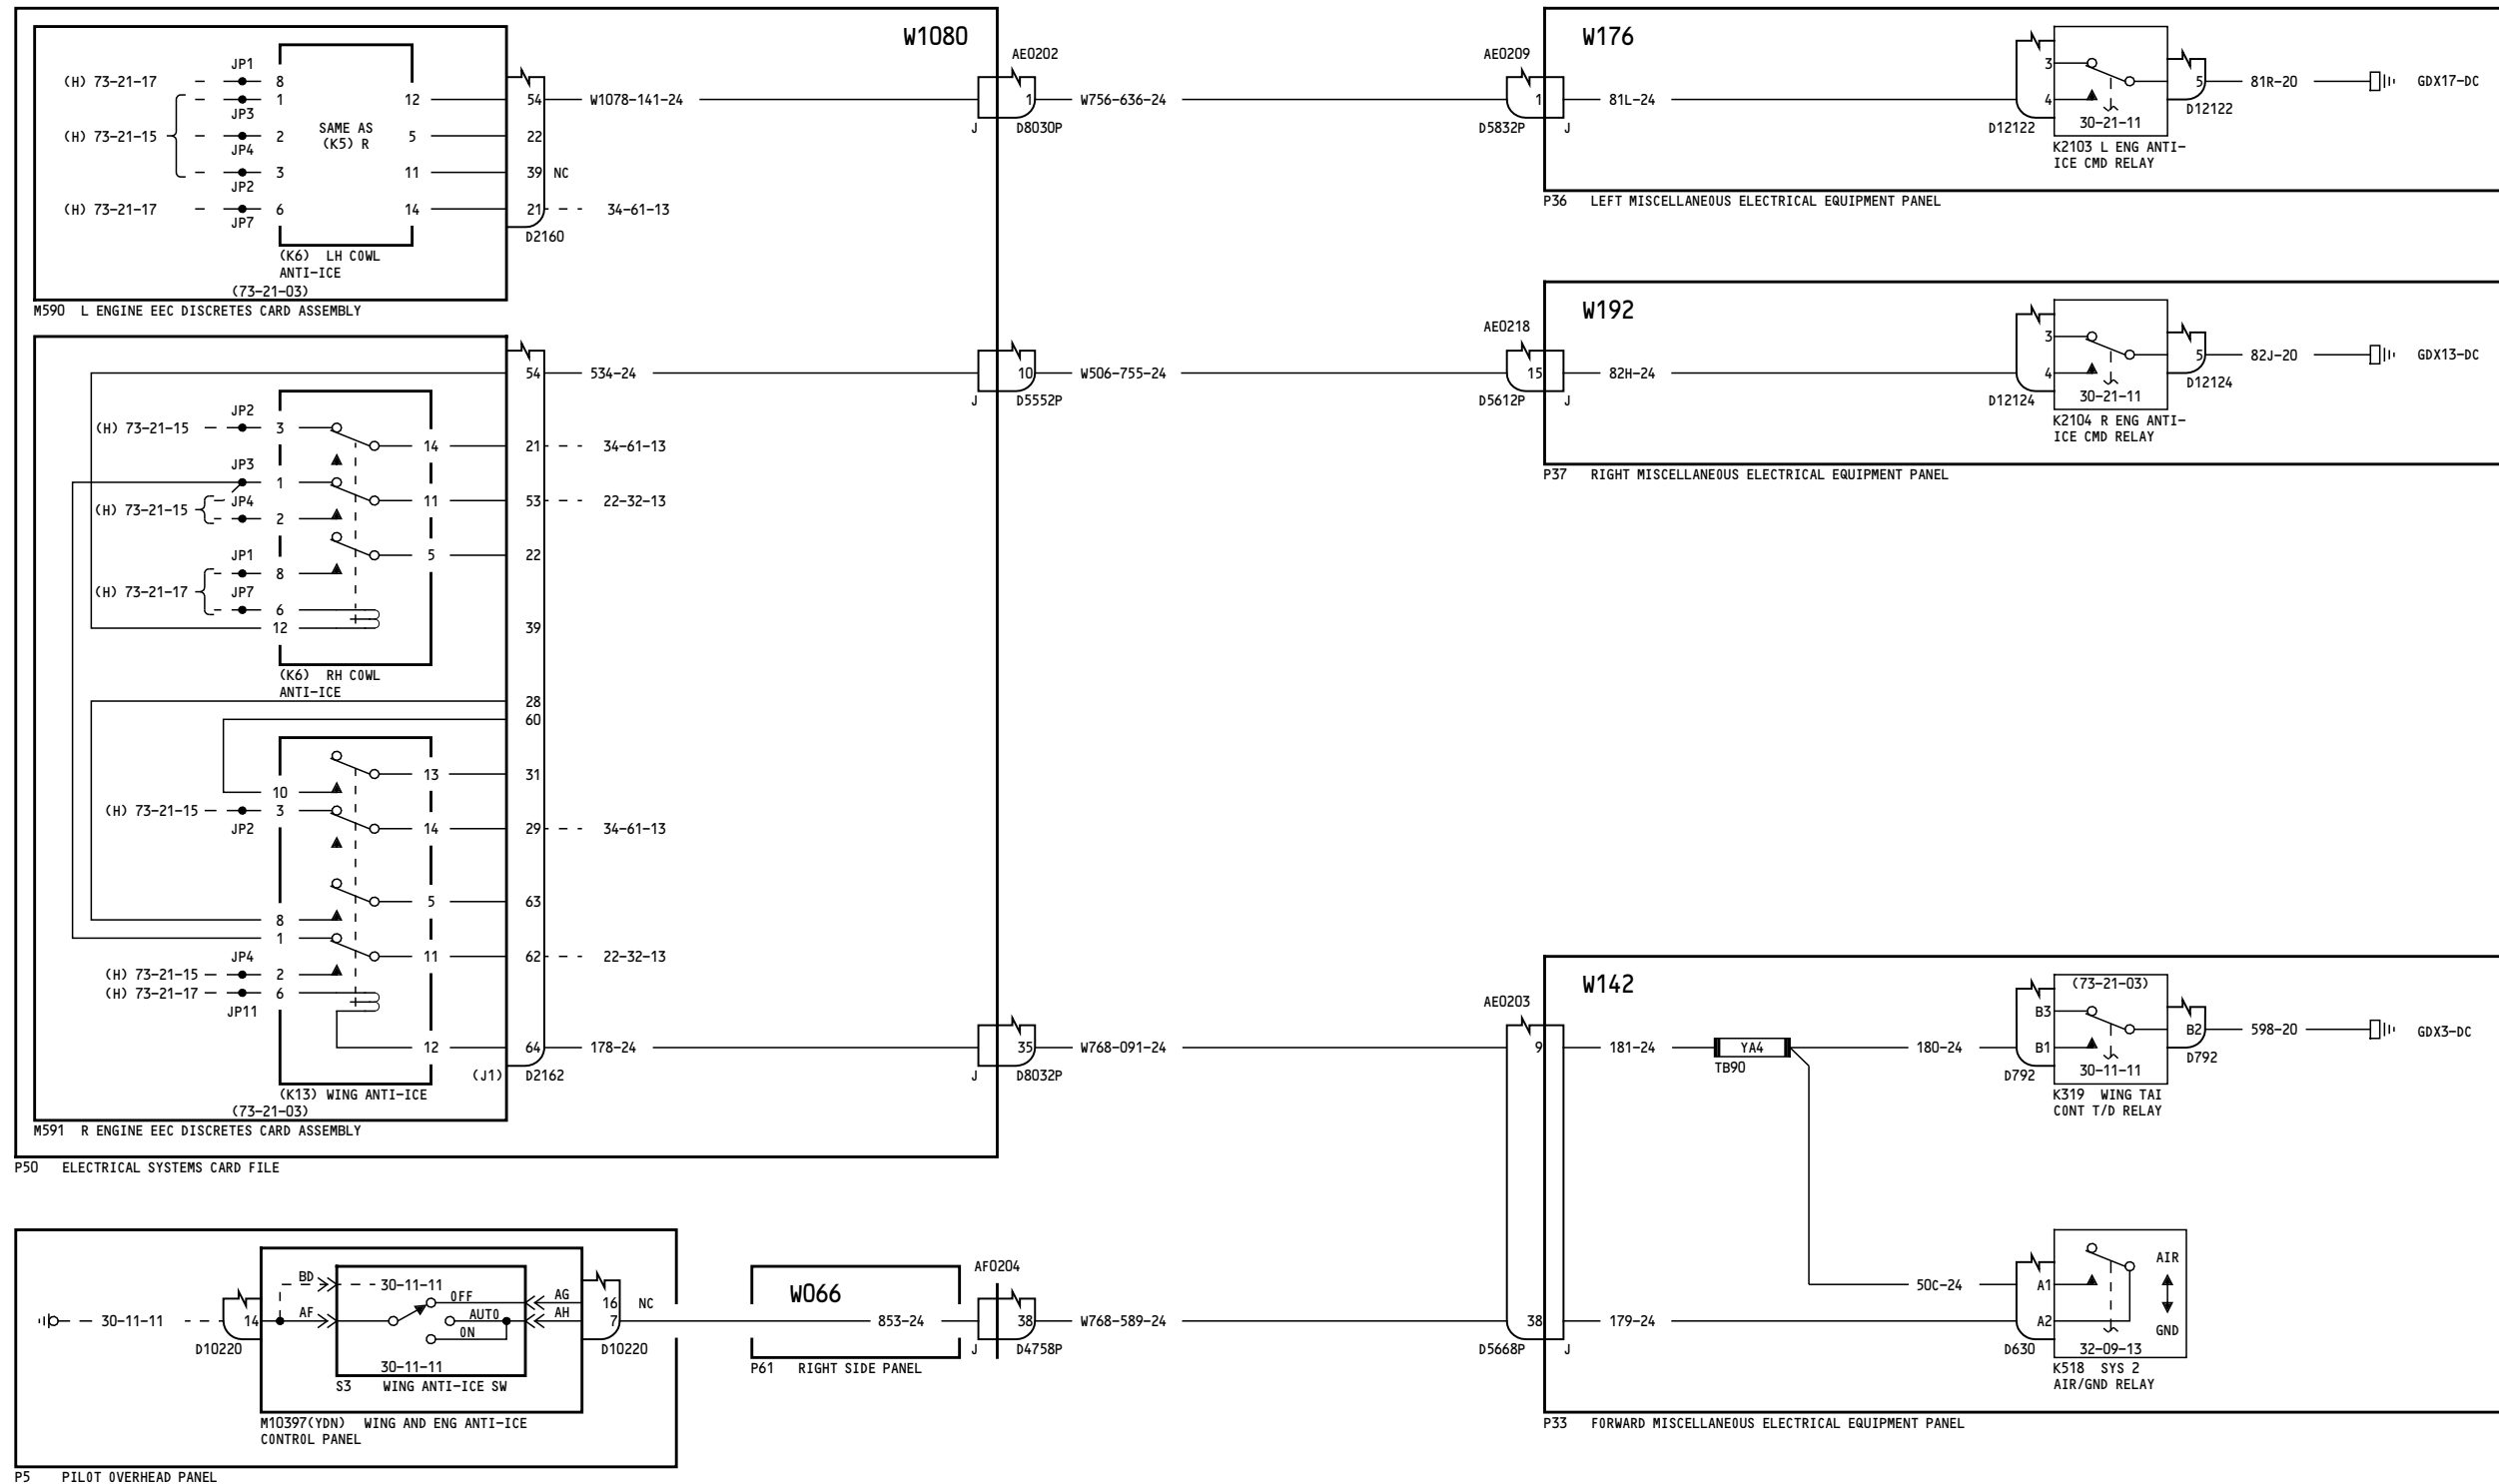 W1080
(H) 73-21-17
JP1
8
1
JP3
(H) 73-21-15
2
JP4
3
JP2
(H) 73-21-17
6
JP7
SAME AS
(K5) R
12
5
11
14
54
22
39 NC
21
34-61-13
D2160
W1078-141-24
(K6) LH COWL
ANTI-ICE
(73-21-03)
M590 L ENGINE EEC DISCRETES CARD ASSEMBLY
AE0202
1
J
D8030P
W756-636-24
AE0209
1
D5832P
J
W176
81L-24
3
4
D12122
30-21-11
5
D12122
81R-20
GDX17-DC
K2103 L ENG ANTI-
ICE CMD RELAY
P36 LEFT MISCELLANEOUS ELECTRICAL EQUIPMENT PANEL
54
534-24
10
J
D5552P
W506-755-24
AE0218
15
D5612P
J
W192
82H-24
3
4
D12124
30-21-11
5
D12124
82J-20
GDX13-DC
K2104 R ENG ANTI-
ICE CMD RELAY
P37 RIGHT MISCELLANEOUS ELECTRICAL EQUIPMENT PANEL
JP2
(H) 73-21-15
3
14
21
34-61-13
JP3
1
JP4
(H) 73-21-15
2
11
53
22-32-13
5
22
JP1
8
(H) 73-21-17
JP7
6
12
39
(K6) RH COWL
ANTI-ICE
28
60
13
31
10
(H) 73-21-15
3
JP2
14
29
34-61-13
5
63
8
1
11
62
22-32-13
JP4
(H) 73-21-15
2
(H) 73-21-17
6
JP11
12
64
178-24
(J1)
D2162
(K13) WING ANTI-ICE
(73-21-03)
M591 R ENGINE EEC DISCRETES CARD ASSEMBLY
P50 ELECTRICAL SYSTEMS CARD FILE
35
J
D8032P
W768-091-24
AE0203
9
W142
181-24
YA4
TB90
180-24
(73-21-03)
B3
B1
D792
30-11-11
B2
D792
598-20
GDX3-DC
K319 WING TAI
CONT T/D RELAY
30-11-11
14
D10220
BD
AF
30-11-11
OFF
AUTO
ON
30-11-11
AG
AH
16
7
NC
D10220
S3 WING ANTI-ICE SW
M10397(YDN) WING AND ENG ANTI-ICE
CONTROL PANEL
P5 PILOT OVERHEAD PANEL
W066
853-24
P61 RIGHT SIDE PANEL
AF0204
38
J
D4758P
W768-589-24
38
D5668P
J
179-24
50C-24
A1
A2
D630
AIR
GND
32-09-13
K518 SYS 2
AIR/GND RELAY
P33 FORWARD MISCELLANEOUS ELECTRICAL EQUIPMENT PANEL